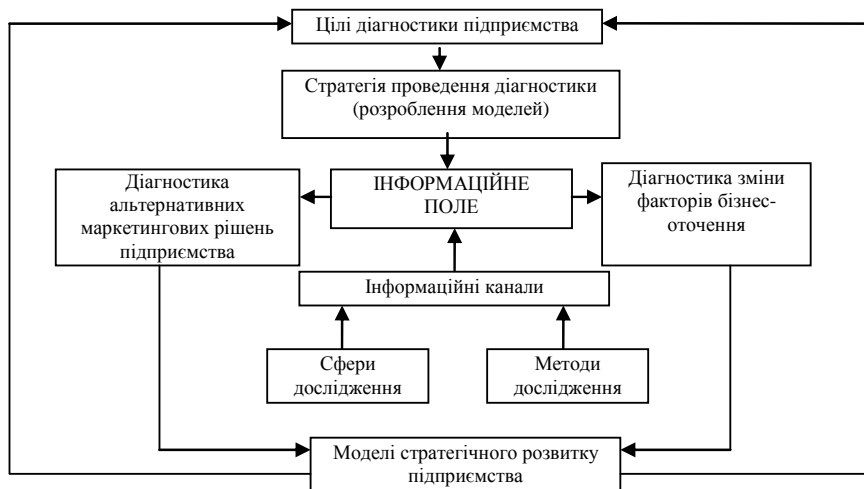 Цілі діагностики підприємства
Стратегія проведення діагностики
(розроблення моделей)
Діагностика
альтернативних
маркетингових рішень
підприємства
ІНФОРМАЦІЙНЕ
ПОЛЕ
Діагностика зміни
факторів бізнес-
оточення
Інформаційні канали
Сфери
дослідження
Методи
дослідження
Моделі стратегічного розвитку
підприємства